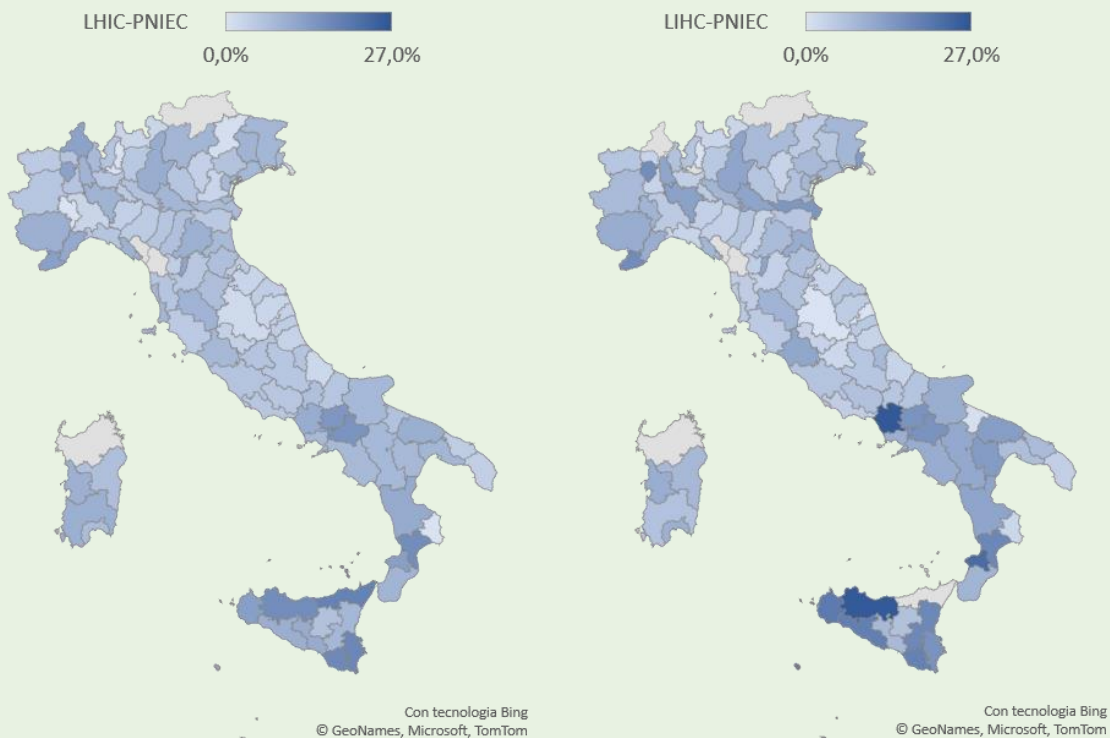 LHIC-PNIEC
0,0% 27,0%
LIHC-PNIEC
0,0% 27,0%
Con tecnologia Bing
© GeoNames, Microsoft, TomTom
Con tecnologia Bing
© GeoNames, Microsoft, TomTom